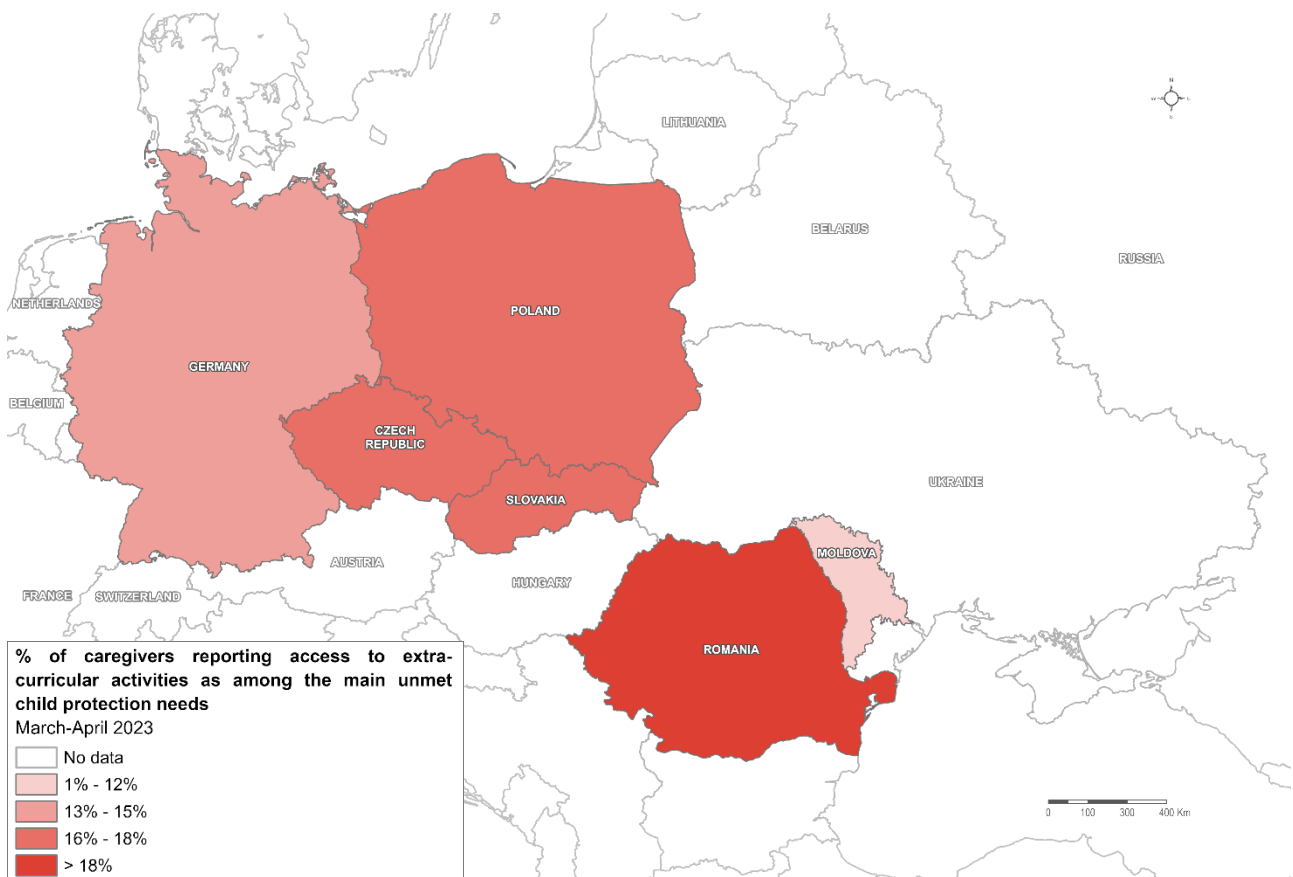 N
S
LITHUANIA
BELARUS
RUSSIA
NETHERLANDS
POLAND
GERMANY
BELGIUM
CZECH
REPUBLIC
UKRAINE
SLOVAKIA
MOLDOVA
AUSTRIA
HUNGARY
FRANCE
SWITZERLAND
ROMANIA
% of caregivers reporting access to extra-
curricular activities as among the main unmet
child protection needs
March-April 2023
No data
1% - 12%
13% - 15%
16% - 18%
> 18%
0 100 300 400 Km